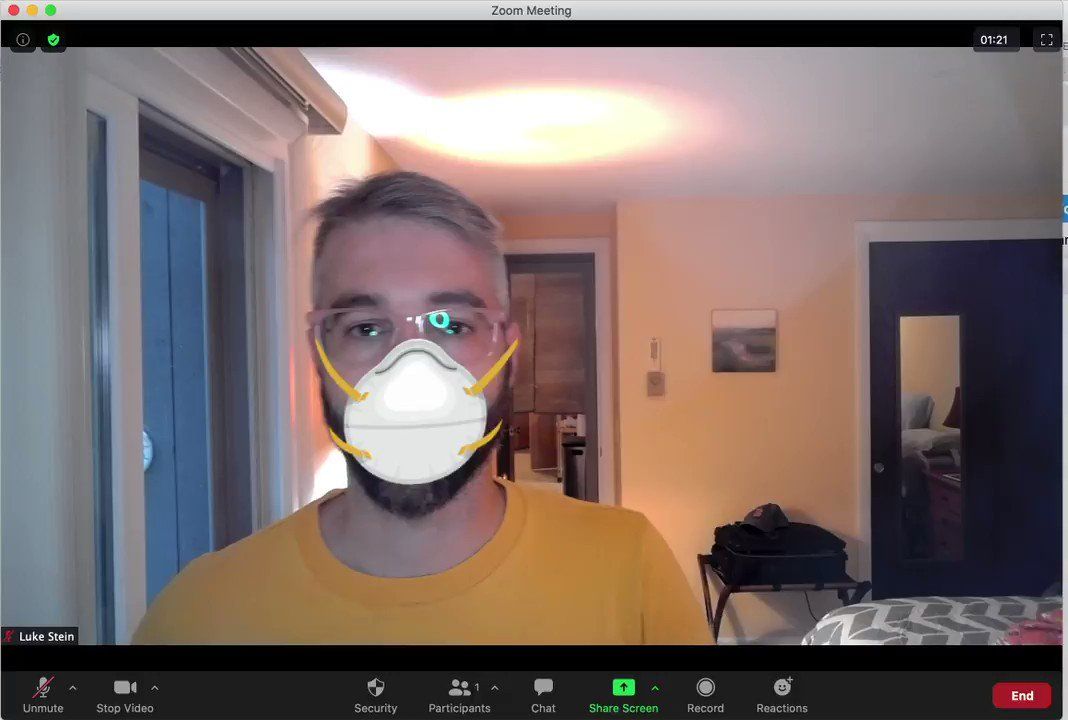 Zoom Meeting
01:21
Luke Stein
Unmute
Stop Video
Security
Participants
1
Chat
Share Screen
Record
Reactions
End